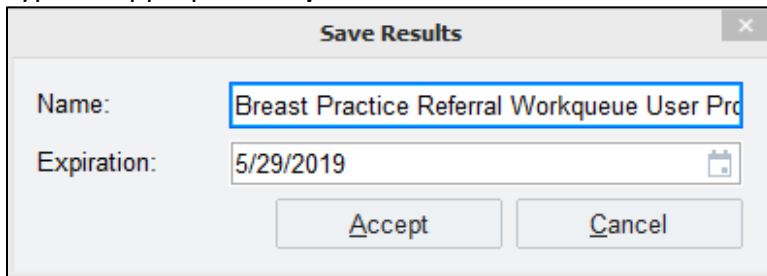 Save Results
Name: Breast Practice Referral Workqueue User Pro
Expiration: 5/29/2019
Accept Cancel